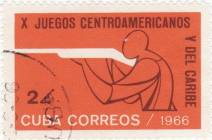 X JUEGOS CENTROAMERICANOS
Y DEL CARIBE
2¢
CUBA CORREOS / 1966